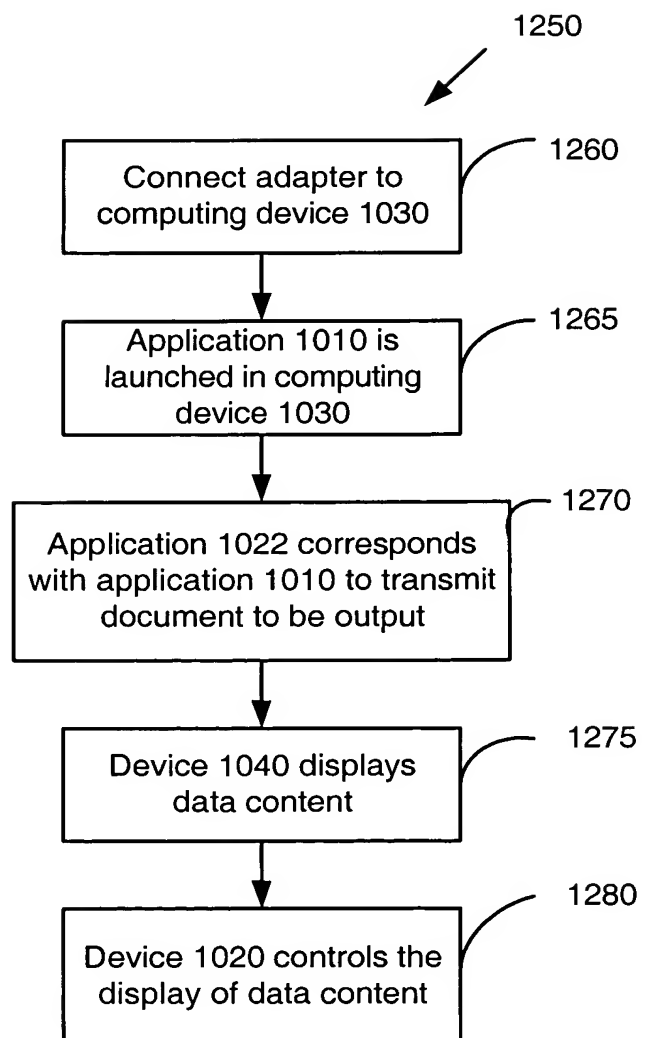 1250
1260
Connect adapter to
computing device 1030
1265
Application 1010 is
launched in computing
device 1030
1270
Application 1022 corresponds
with application 1010 to transmit
document to be output
1275
Device 1040 displays
data content
1280
Device 1020 controls the
display of data content